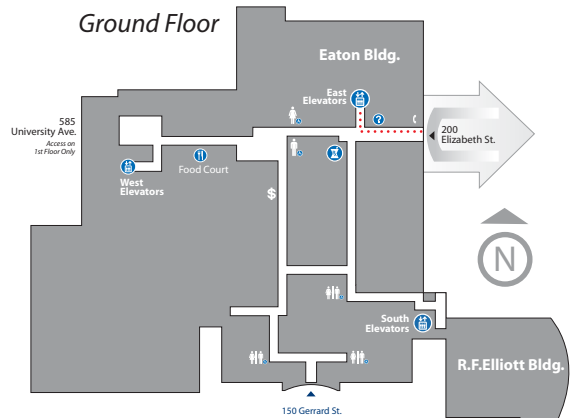 Ground Floor
Eaton Bldg.
East
Elevators
?
585
University Ave.
Access on
1st Floor Only
200
Elizabeth St.
West
Elevators
Food Court
$
N
South
Elevators
R.F.Elliott Bldg.
150 Gerrard St.